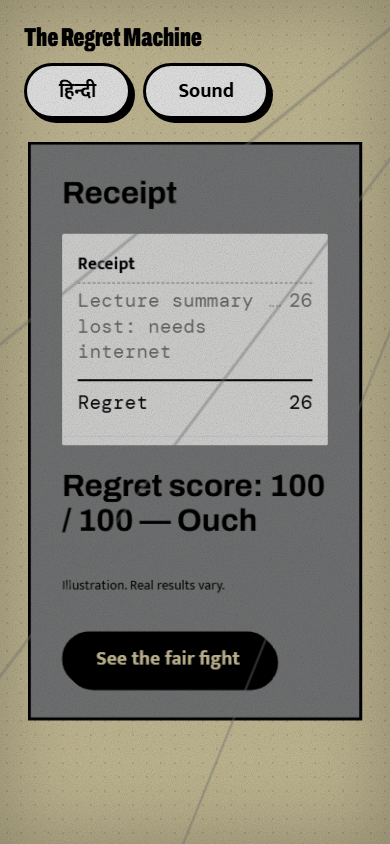 The Regret Machine
हिन्दी
Sound
Receipt
Receipt
Lecture summary … 26
lost: needs
internet
Regret 26
Regret score: 100
/ 100 — Ouch
Illustration. Real results vary.
See the fair fight